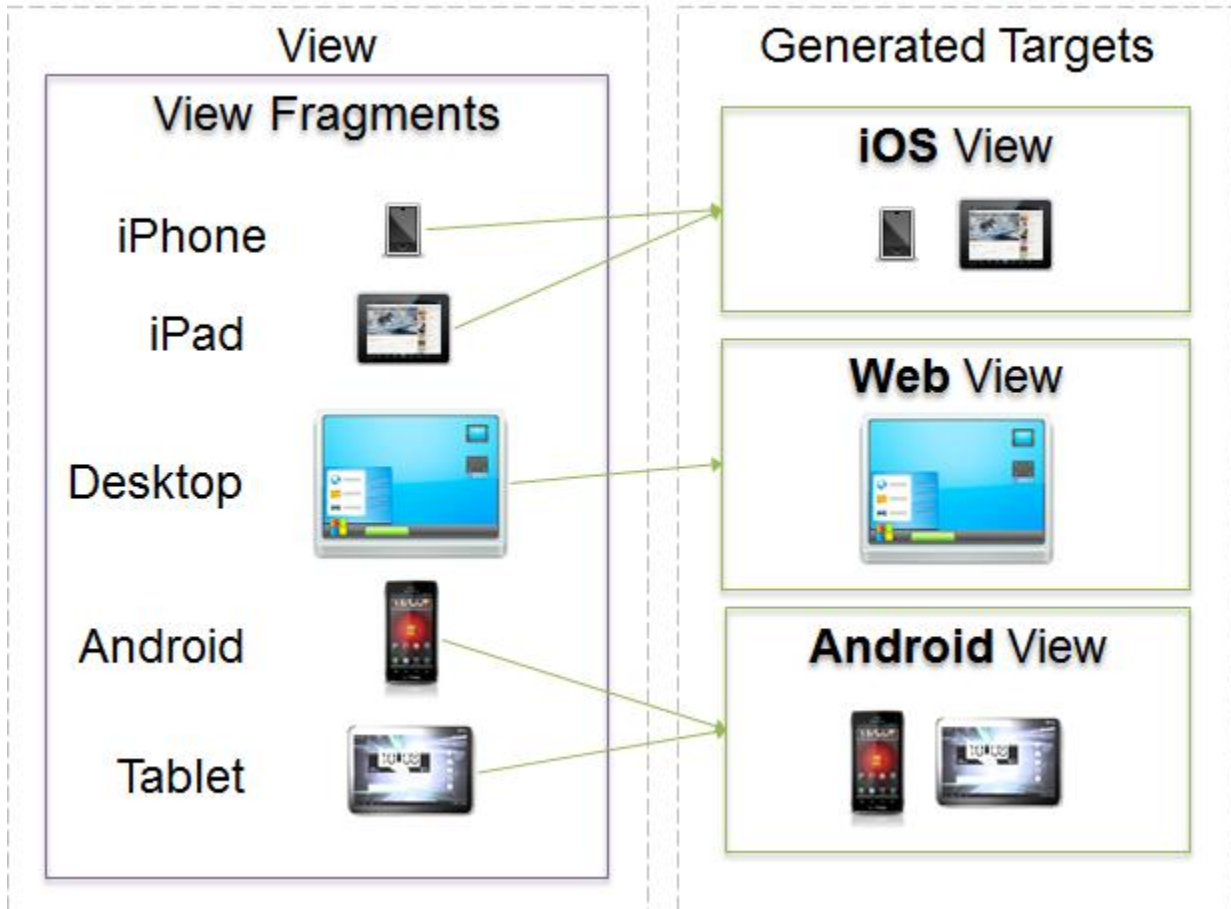 View
View Fragments
iPhone
iPad
Desktop
Android
Tablet
Generated Targets
iOS View
Web View
Android View